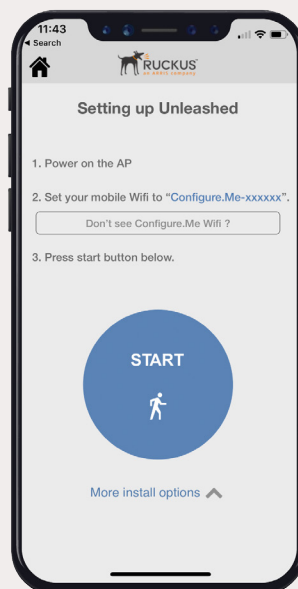 11:43
Search
RUCKUS
an ARRIS company
Setting up Unleashed
1. Power on the AP
2. Set your mobile Wifi to “Configure.Me-xxxxxx”.
Don't see Configure.Me Wifi ?
3. Press start button below.
START
More install options